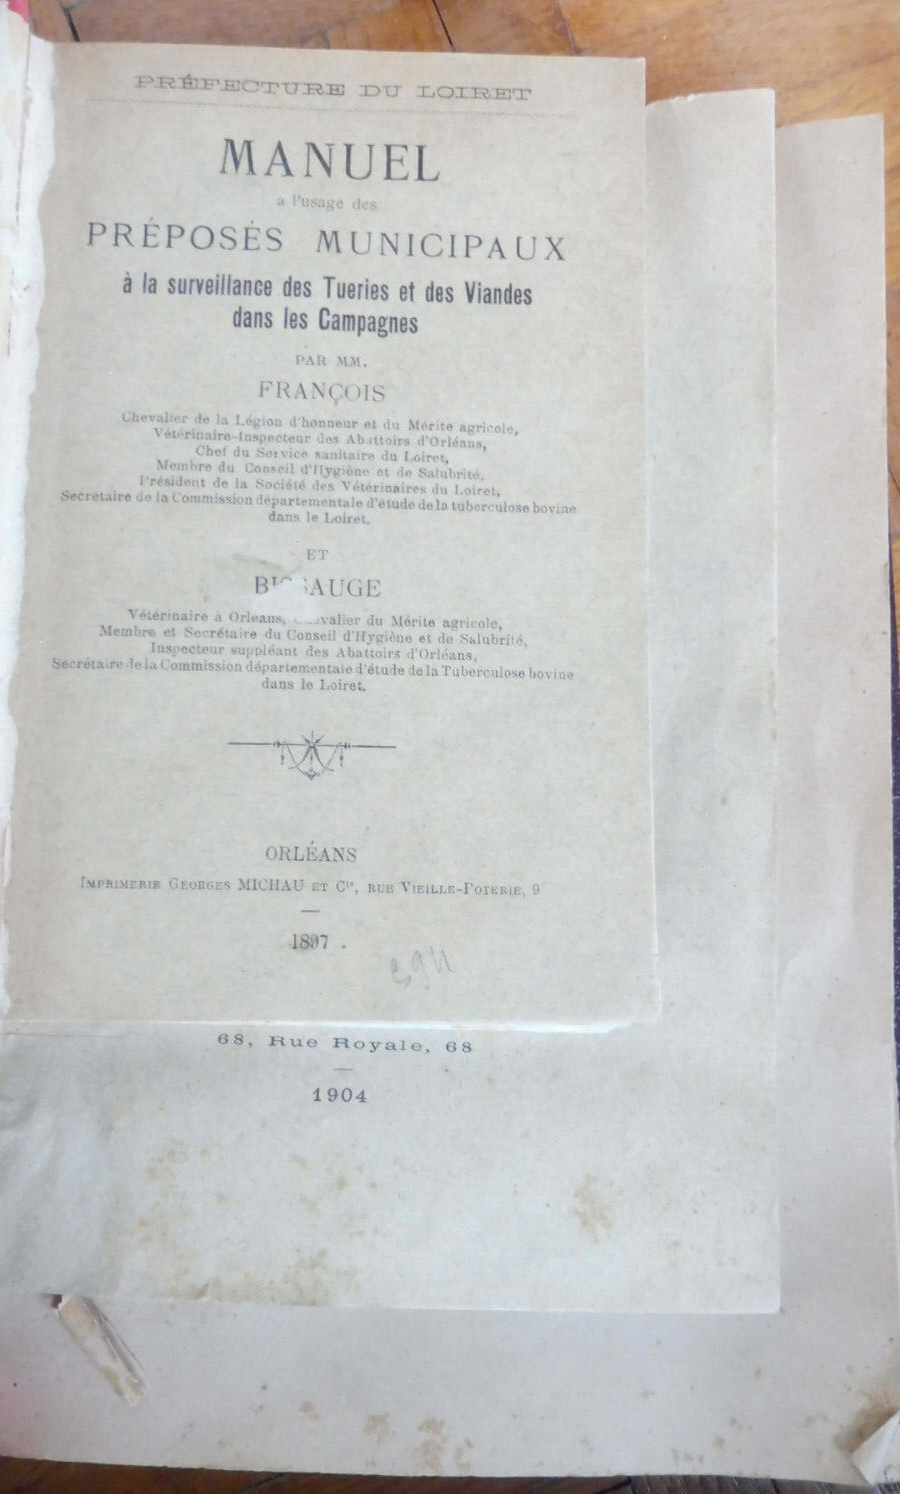 PRÉFECTURE DU LOIRET
MANUEL
a l'usage des
PRÉPOSÉS MUNICIPAUX
à la surveillance des Tueries et des Viandes
dans les Campagnes
PAR MM.
FRANÇOIS
Chevalier de la Légion d'honneur et du Mérite agricole,
Vétérinaire-Inspecteur des Abattoirs d'Orléans,
Chef du Service sanitaire du Loiret,
Membre du Conseil d'Hygiène et de Salubrité,
Président de la Société des Vétérinaires du Loiret,
Secrétaire de la Commission départementale d'étude de la tuberculose bovine
dans le Loiret.
ET
Vétérinaire à Orleans, du Mérite agricole,
Membre et Secrétaire du Conseil d'Hygiène et de Salubrité,
Inspecteur suppléant des Abattoirs d'Orléans,
Secrétaire de la Commission départementale d'étude de la Tuberculose bovine
dans le Loiret.
ORLÉANS
IMPRIMERIE GEORGES MICHAU ET Cie, RUE VIEILLE-POTERIE, 9
1897
68, Rue Royale, 68
1904